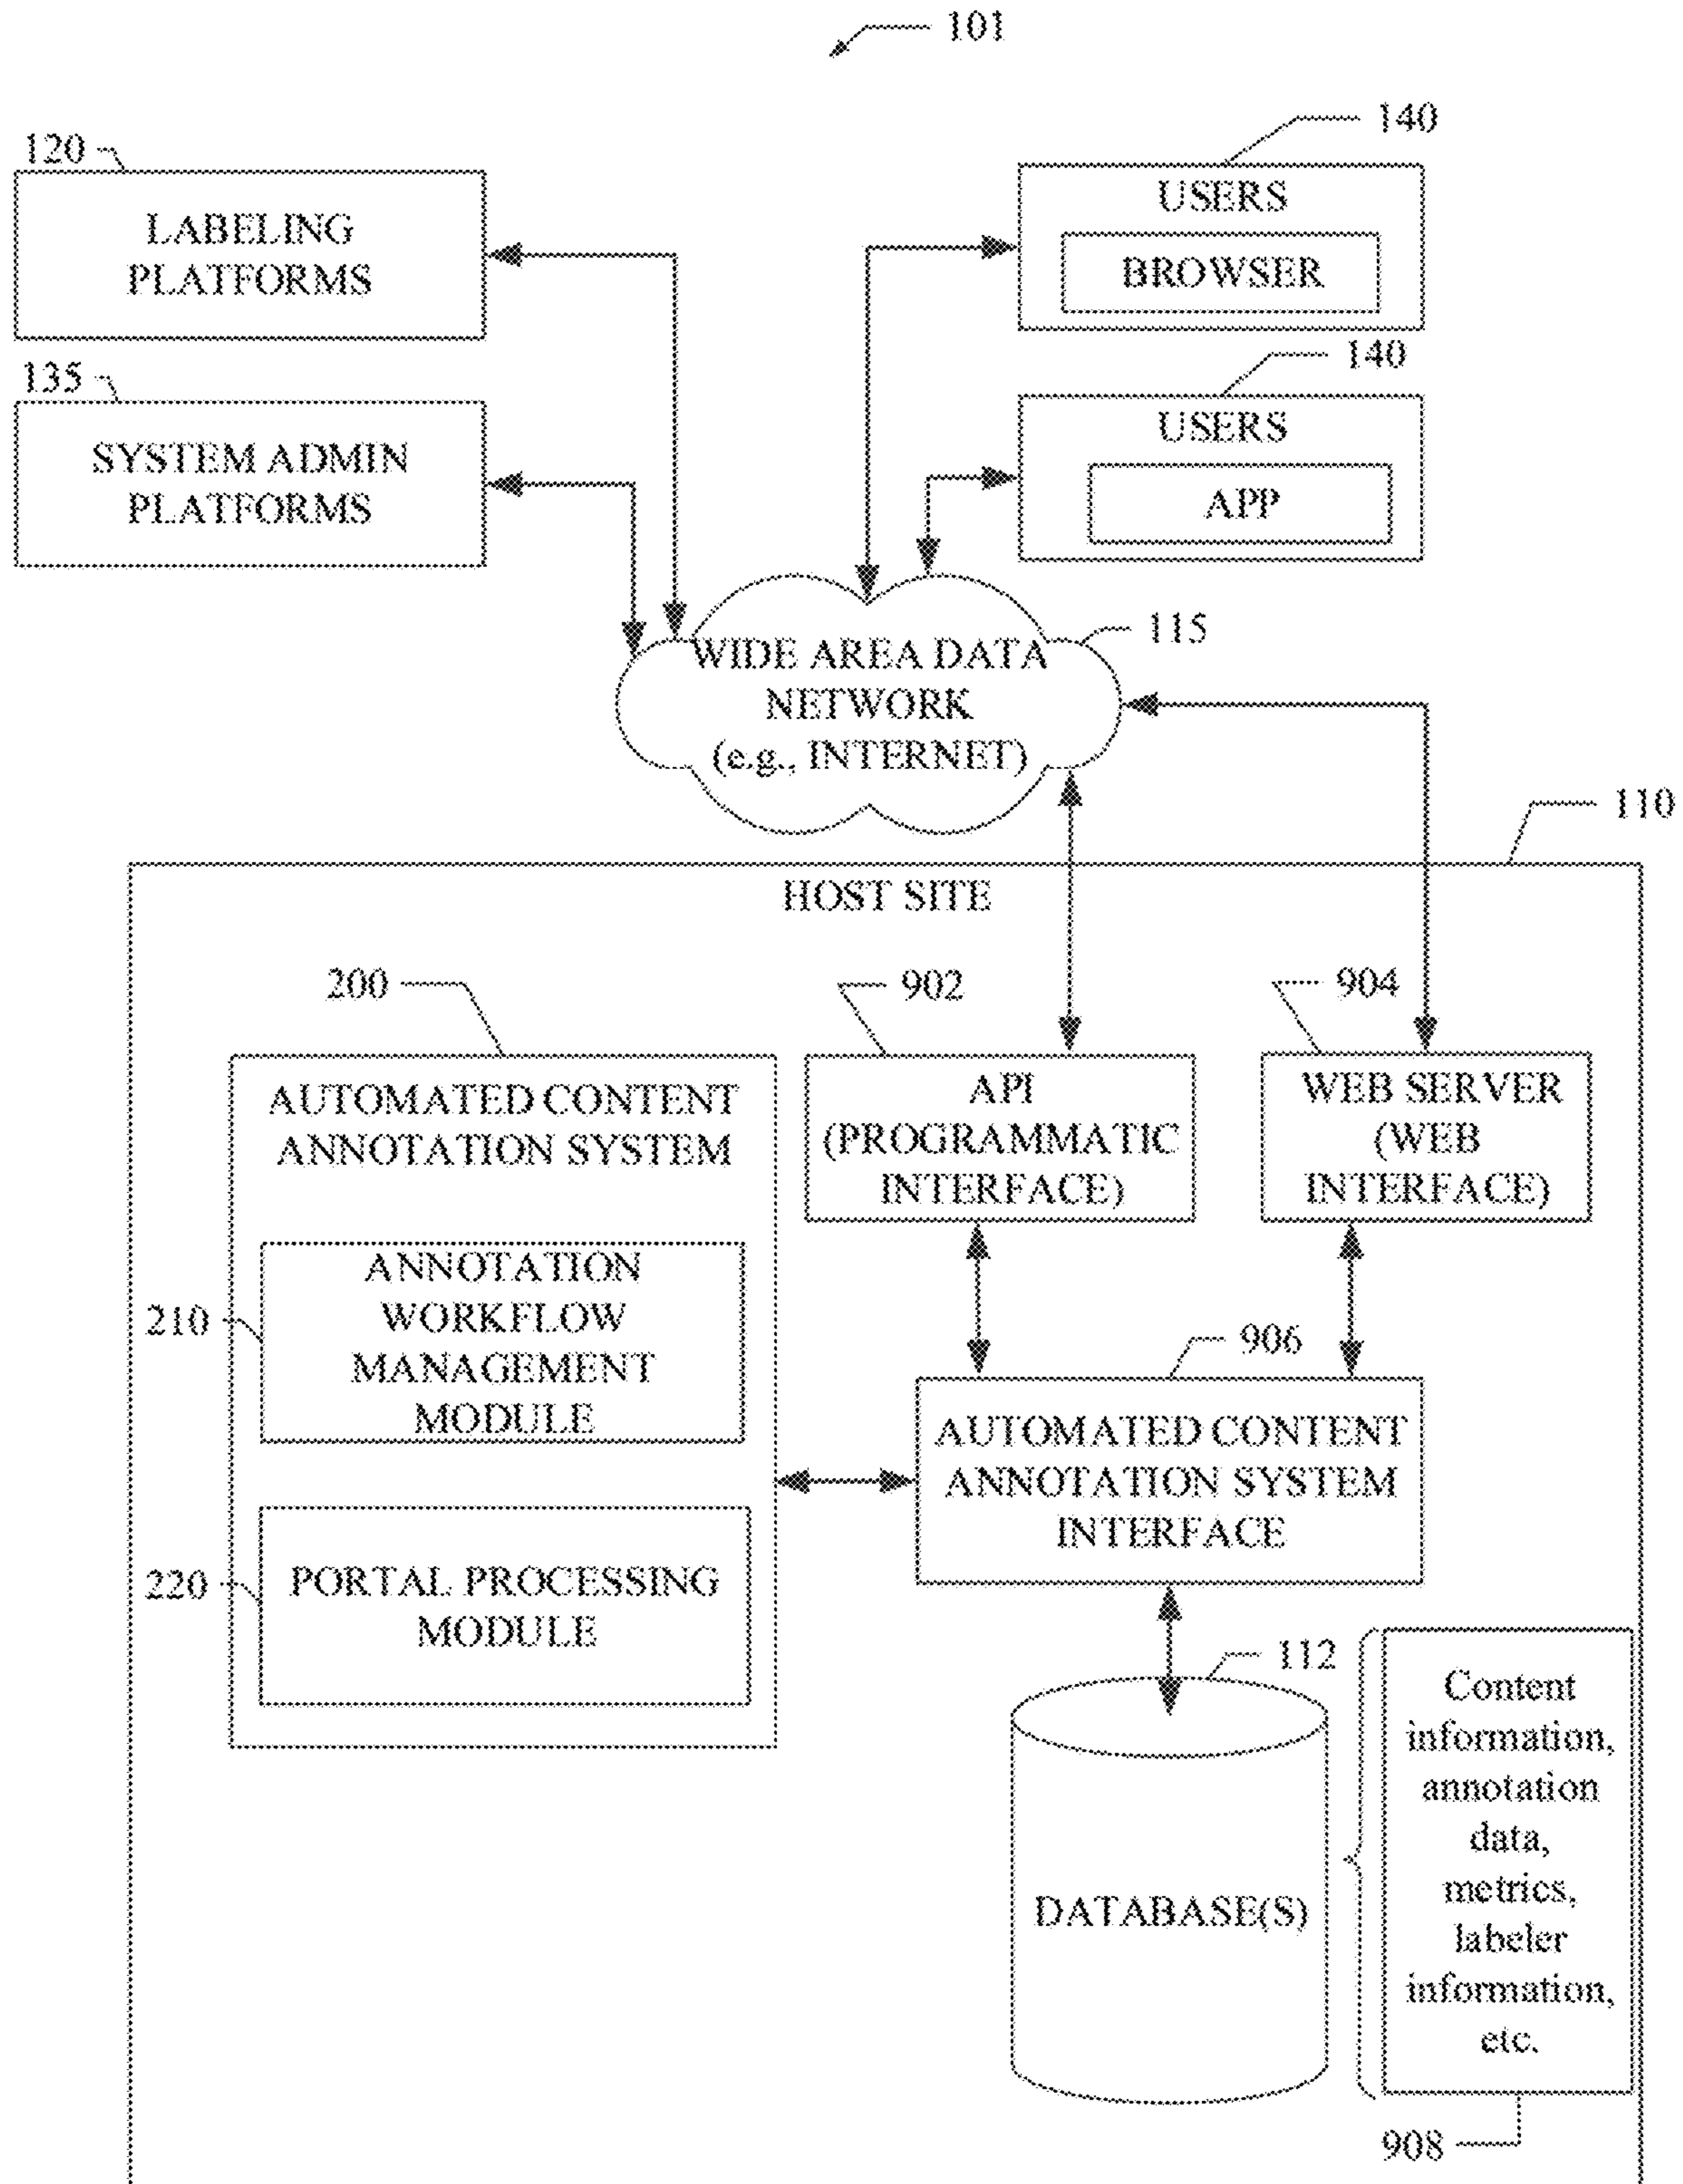 101
120
LABELING
PLATFORMS
140
USERS
BROWSER
135
SYSTEM ADMIN
PLATFORMS
140
USERS
APP
WIDE AREA DATA
NETWORK
(e.g., INTERNET)
115
110
HOST SITE
200
AUTOMATED CONTENT
ANNOTATION SYSTEM
210
ANNOTATION
WORKFLOW
MANAGEMENT
MODULE
220
PORTAL PROCESSING
MODULE
902
API
(PROGRAMMATIC
INTERFACE)
904
WEB SERVER
(WEB
INTERFACE)
906
AUTOMATED CONTENT
ANNOTATION SYSTEM
INTERFACE
112
DATABASE(S)
Content
information,
annotation
data,
metrics,
labeler
information,
etc.
908